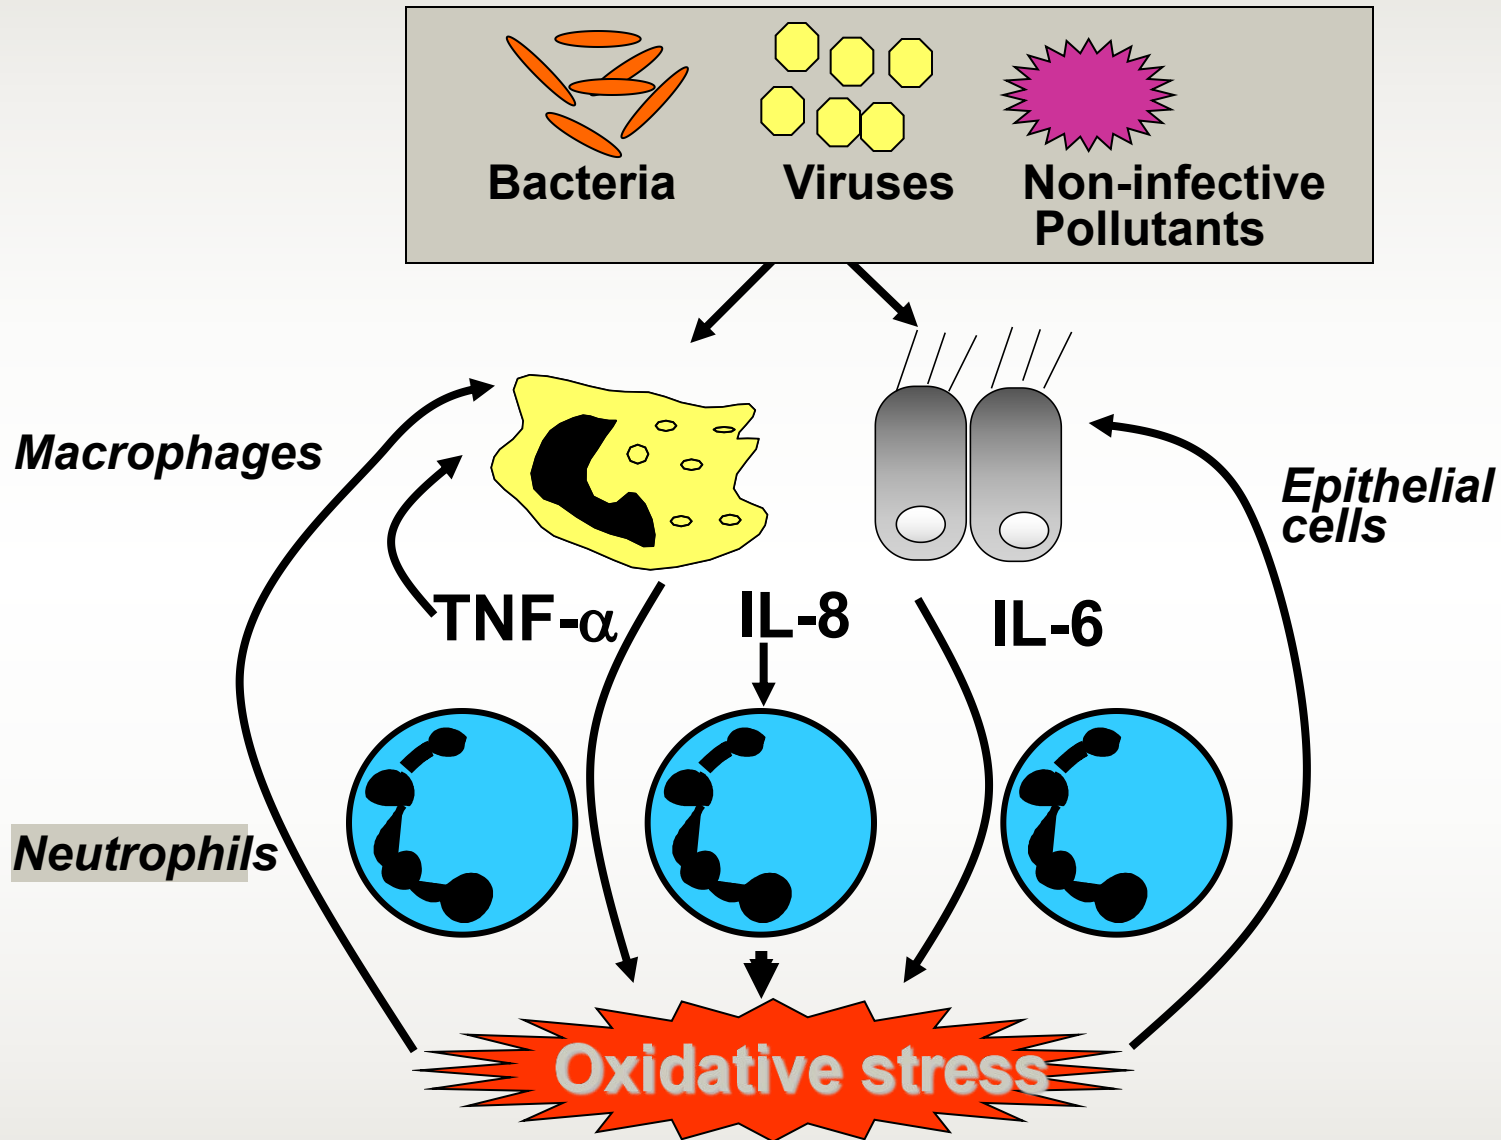 Bacteria
Viruses
Non-infective
Pollutants
Macrophages
Epithelial
cells
TNF-α
IL-8
IL-6
Neutrophils
Oxidative stress